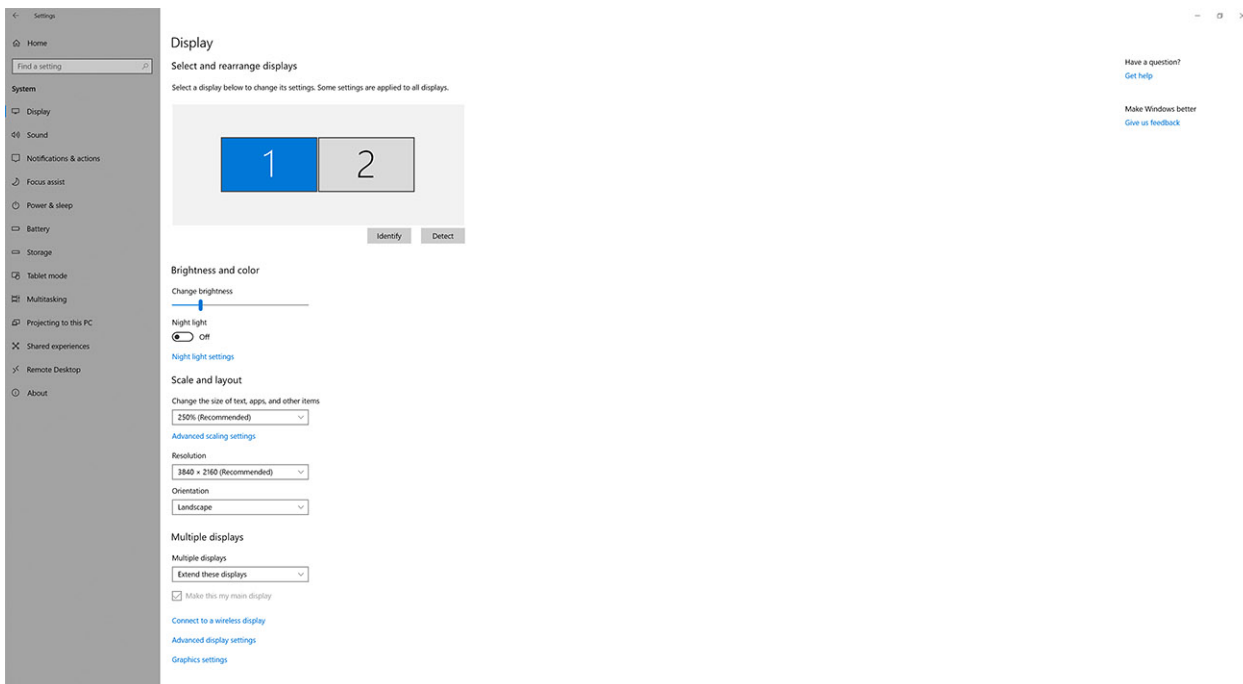 Settings
Home
Find a setting
System
Display
Sound
Notifications & actions
Focus assist
Power & sleep
Battery
Storage
Tablet mode
Multitasking
Projecting to this PC
Shared experiences
Remote Desktop
About
Display
Select and rearrange displays
Select a display below to change its settings. Some settings are applied to all displays.
1 2
Identify Detect
Brightness and color
Change brightness
Night light
Off
Night light settings
Scale and layout
Change the size of text, apps, and other items
250% (Recommended)
Advanced scaling settings
Resolution
3840 × 2160 (Recommended)
Orientation
Landscape
Multiple displays
Multiple displays
Extend these displays
Make this my main display
Connect to a wireless display
Advanced display settings
Graphics settings
Have a question?
Get help
Make Windows better
Give us feedback